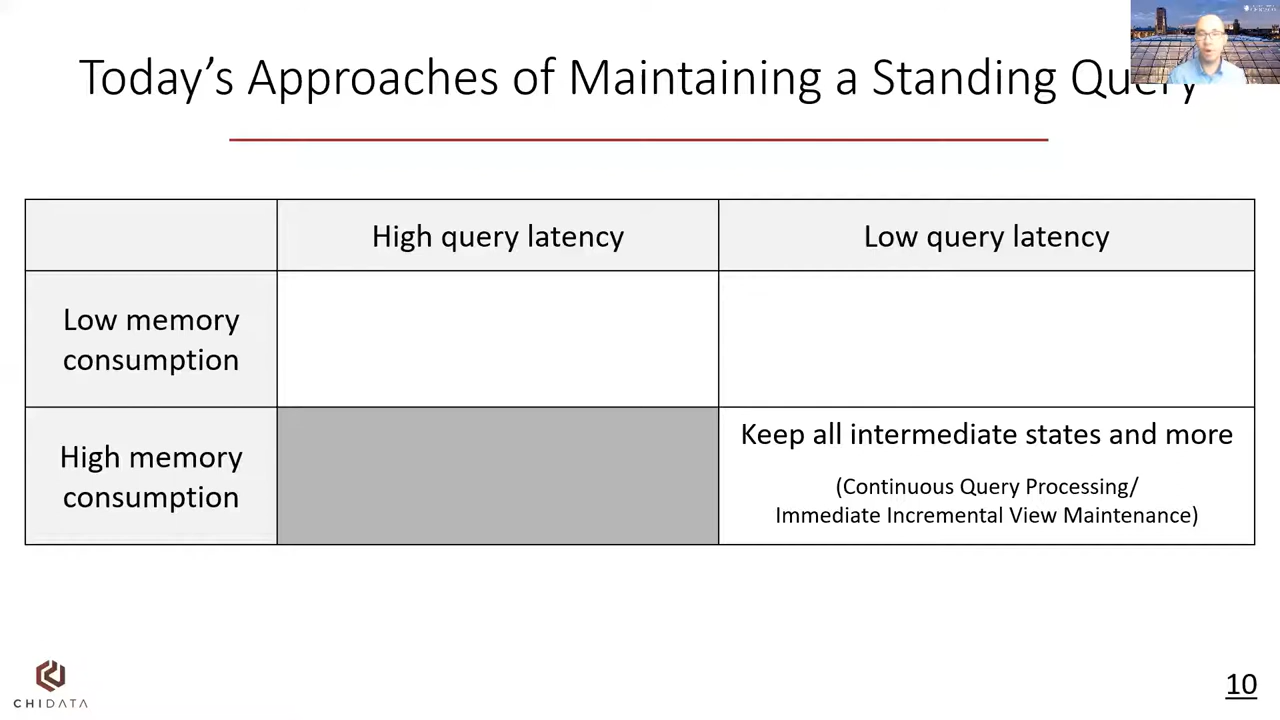 Today's Approaches of Maintaining a Standing Query
High query latency
Low query latency
Low memory
consumption
High memory
consumption
Keep all intermediate states and more
(Continuous Query Processing/
Immediate Incremental View Maintenance)
CHIDATA
10